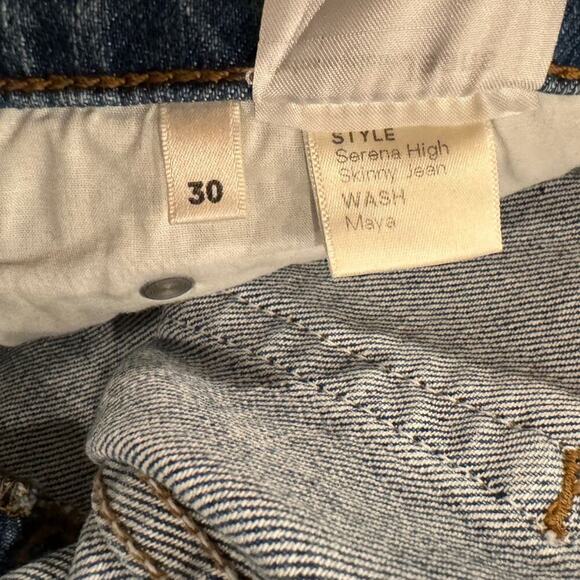 30
STYLE
Serena High
Skinny Jean
WASH
Maya